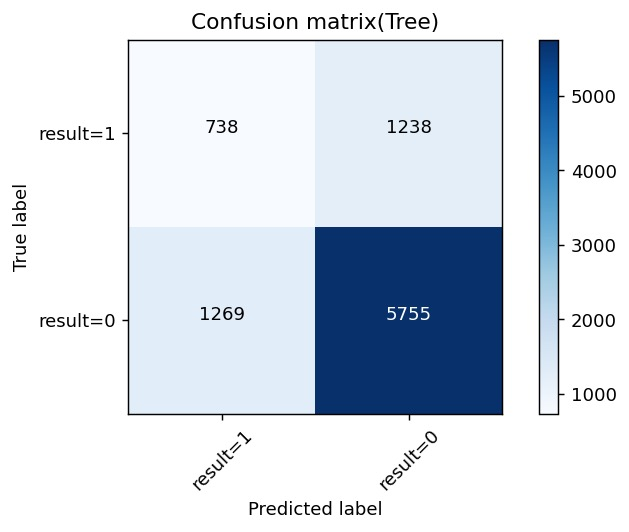 Confusion matrix(Tree)
True label
result=1
738
1238
result=0
1269
5755
result=1
result=0
Predicted label
5000
4000
3000
2000
1000